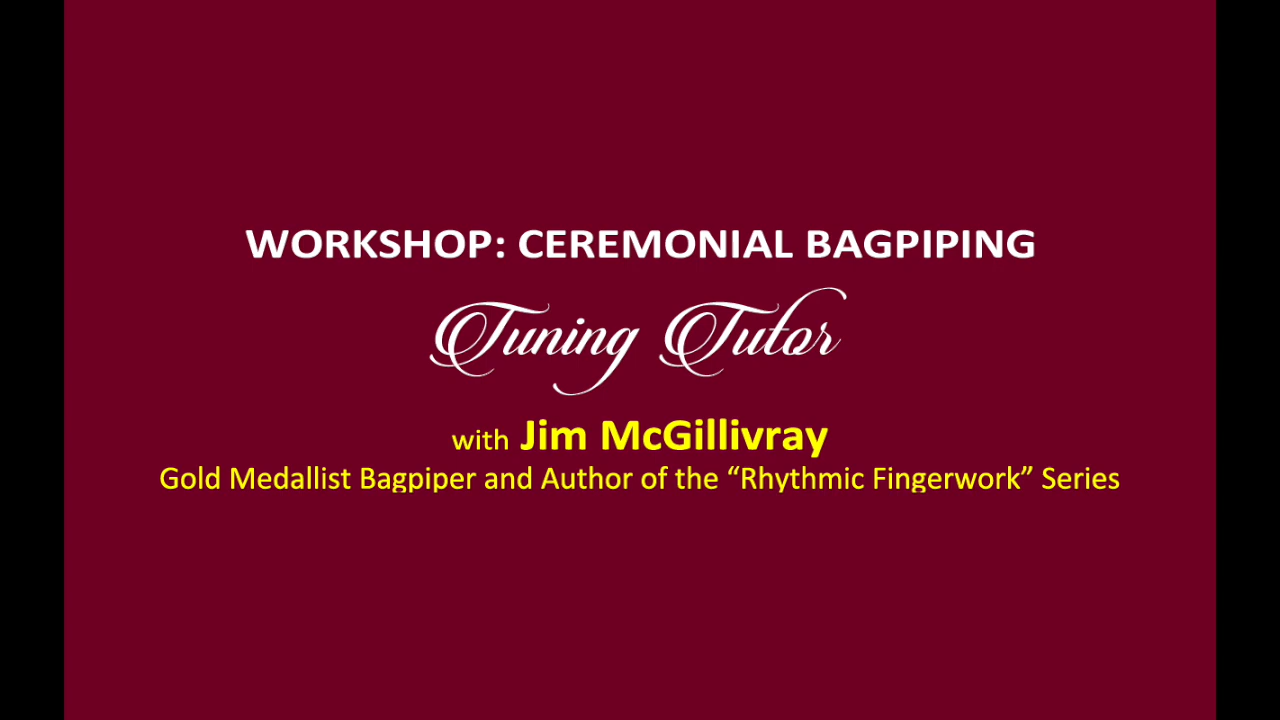 WORKSHOP: CEREMONIAL BAGPIPING
Tuning Tutor
with Jim McGillivray
Gold Medallist Bagpiper and Author of the “Rhythmic Fingerwork” Series